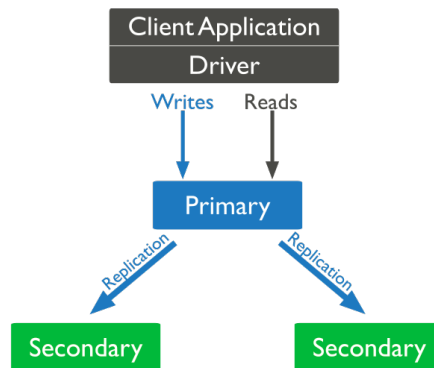 Client Application
Driver
Writes Reads
Primary
Replication Replication
Secondary Secondary